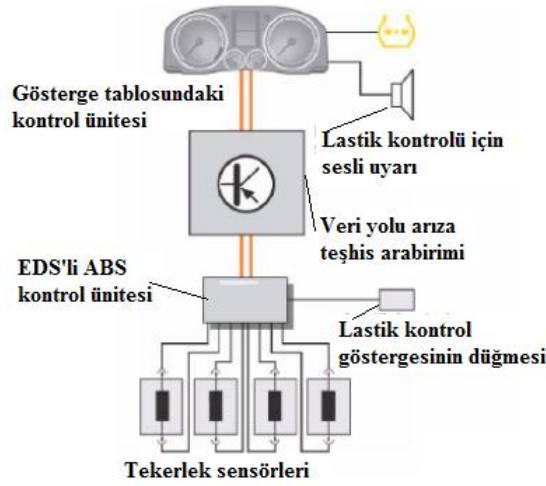 Gösterge tablosundaki
kontrol ünitesi
Lastik kontrolü için
sesli uyarı
Veri yolu arıza
teşhis arabirimi
EDS'li ABS
kontrol ünitesi
Lastik kontrol
göstergesinin düğmesi
Tekerlek sensörleri